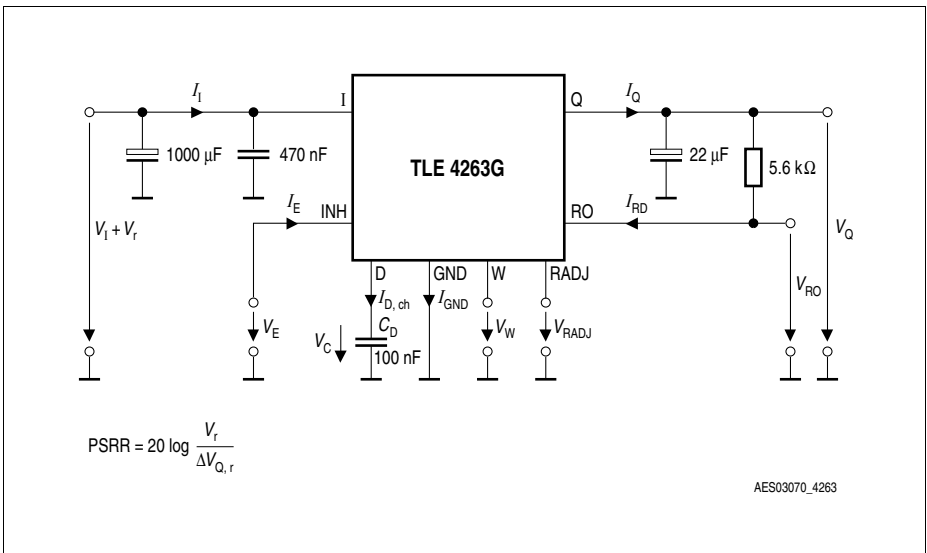 I_I
I
Q
I_Q
1000 µF
470 nF
TLE 4263G
22 µF
5.6 kΩ
I_E
INH
RO
I_RD
V_I + V_r
V_Q
D
GND
W
RADJ
V_RO
I_D, ch
I_GND
V_E
V_C
C_D
100 nF
V_W
V_RADJ
PSRR = 20 log V_r / ΔV_Q, r
AES03070_4263